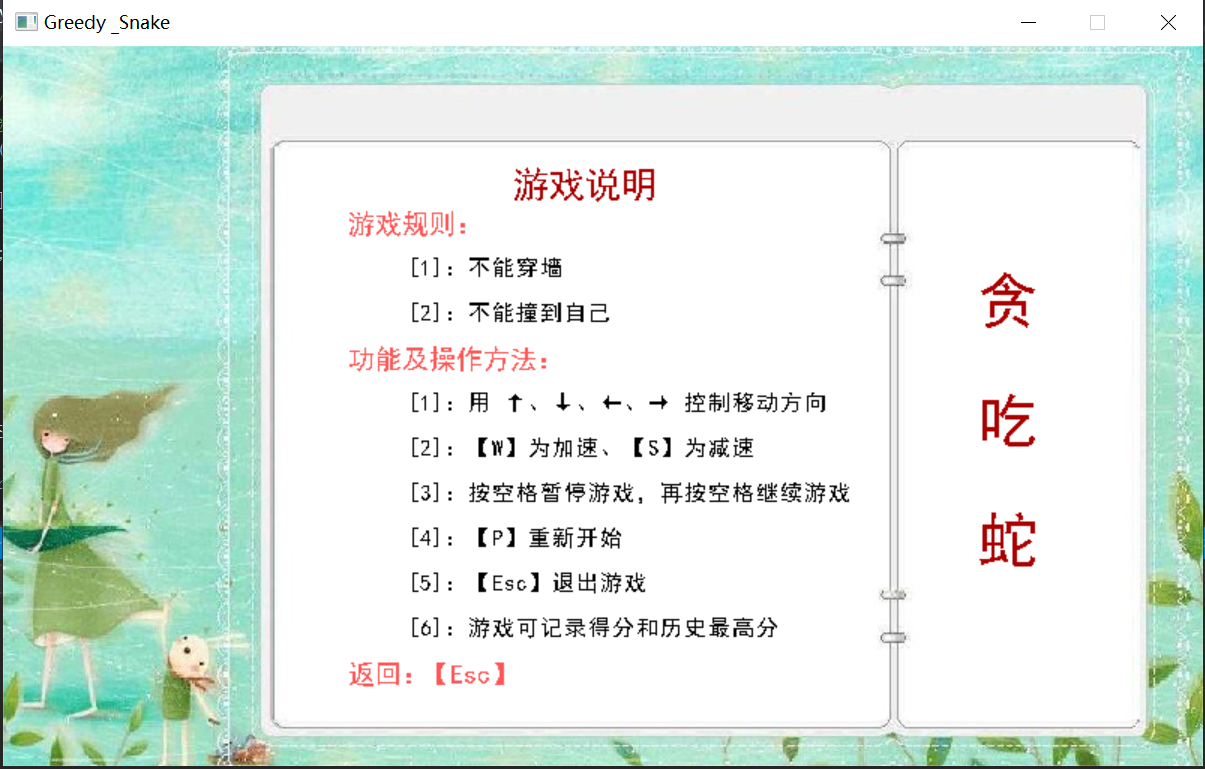 Greedy _Snake
游戏说明
游戏规则：
[1]：不能穿墙
[2]：不能撞到自己
功能及操作方法：
[1]：用 ↑、↓、←、→ 控制移动方向
[2]：【W】为加速、【S】为减速
[3]：按空格暂停游戏，再按空格继续游戏
[4]：【P】重新开始
[5]：【Esc】退出游戏
[6]：游戏可记录得分和历史最高分
返回：【Esc】
贪
吃
蛇